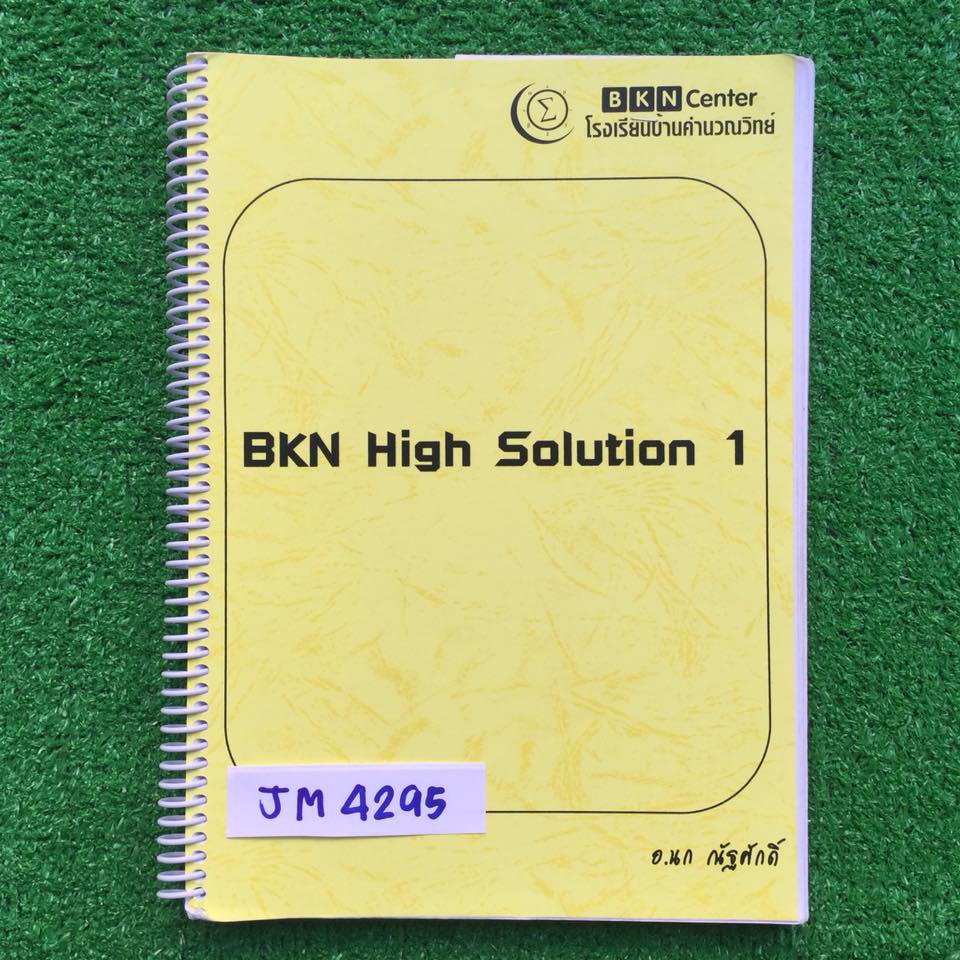 BKN Center
โรงเรียนบ้านคำนวณวิทย์
BKN High Solution 1
JM 4295
อ.นก ณัฐศักดิ์